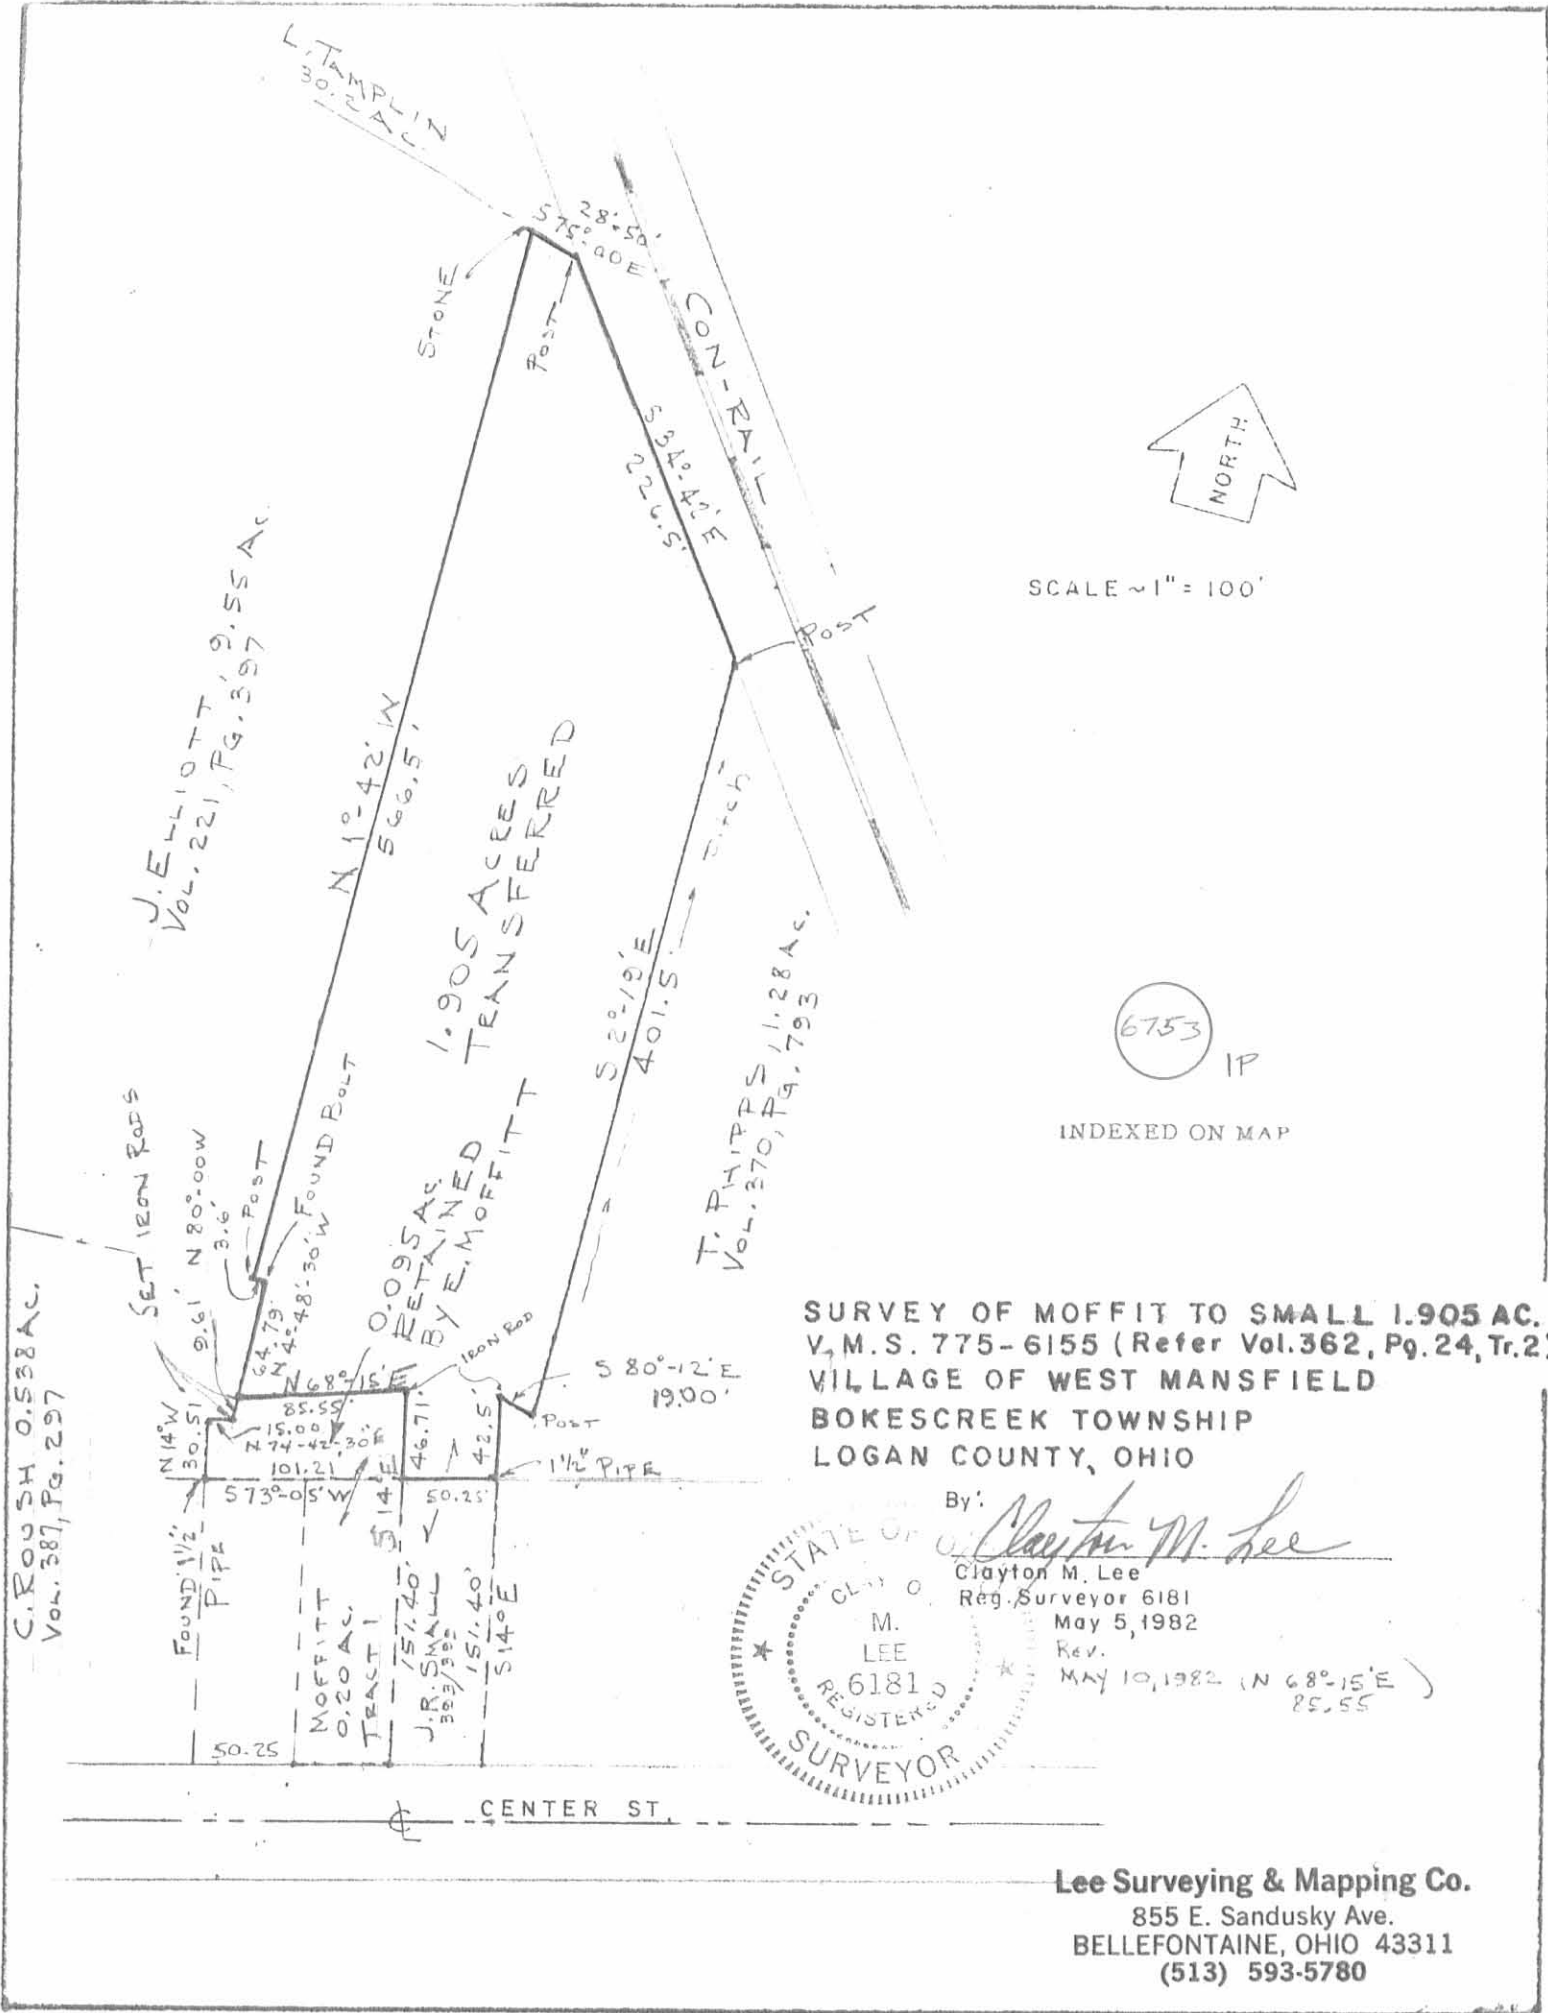 L. TAMPLIN
30.2 AC.
28.50'
S 75°00 E
STONE
POST
CON-RAIL
S 34°-42' E
226.5'
NORTH
SCALE ~ 1" = 100'
POST
J. ELLIOTT, 9.55 Ac.
VOL. 221, PG. 397
N 1°-42' W
566.5'
1.905 ACRES
TRANSFERRED
Ditch
S 2°-19' E
401.5'
T. PHIPPS, 1.28 Ac.
VOL. 370, PG. 793
6753
1P
INDEXED ON MAP
SET IRON RODS
9.61'
N 80°-00W
3.6'
POST
FOUND BOLT
64.79'
N 4°-48'-30" W
0.095 Ac.
RETAINED
BY E. MOFFITT
IRON ROD
S 80°-12' E
19.00'
POST
C. ROUSH 0.538 AC.
VOL. 387, PG. 297
N 14° W
30.51'
N 68°-15' E
85.55'
15.00
N 74-42-30 E
101.21'
S 73°-05' W
46.71'
S 14° E
42.5'
50.25'
1½" PIPE
FOUND 1½"
PIPE
MOFFITT
0.20 AC.
TRACT 1
151.40'
J.R. SMALL
393/399
151.40'
S 14° E
50.25
CENTER ST.
SURVEY OF MOFFIT TO SMALL 1.905 AC.
V.M.S. 775-6155 (Refer Vol.362, Pg.24, Tr.2)
VILLAGE OF WEST MANSFIELD
BOKESCREEK TOWNSHIP
LOGAN COUNTY, OHIO
By:
Clayton M. Lee
Clayton M. Lee
Reg. Surveyor 6181
May 5, 1982
Rev.
MAY 10, 1982 (N 68°-15' E)
85.55
STATE OF O
CLAY O
M.
LEE
6181
REGISTERED
SURVEYOR
Lee Surveying & Mapping Co.
855 E. Sandusky Ave.
BELLEFONTAINE, OHIO 43311
(513) 593-5780